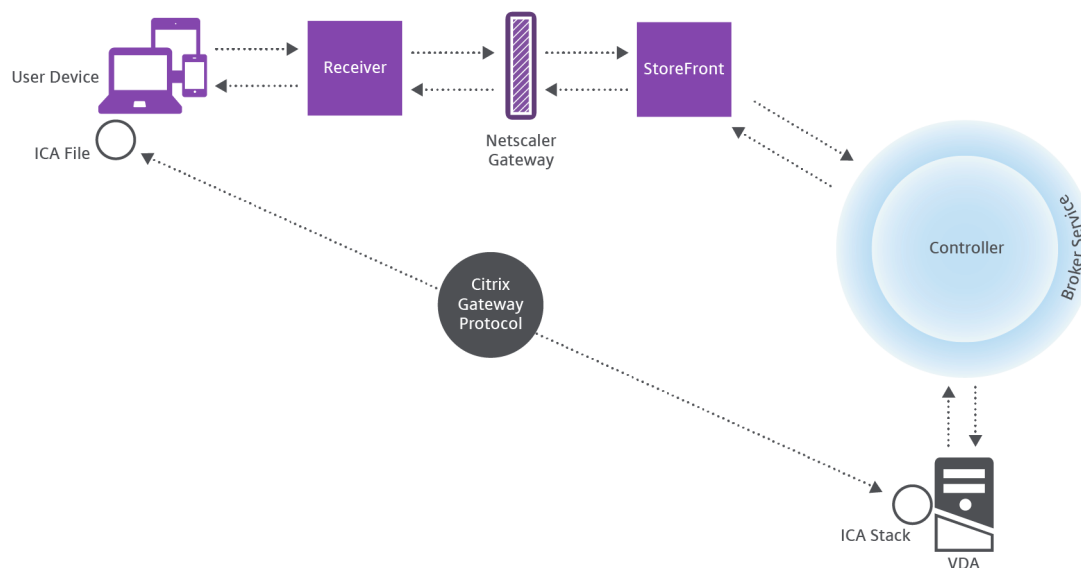 User Device
Receiver
StoreFront
Netscaler
Gateway
ICA File
Controller
Broker Service
Citrix
Gateway
Protocol
ICA Stack
VDA